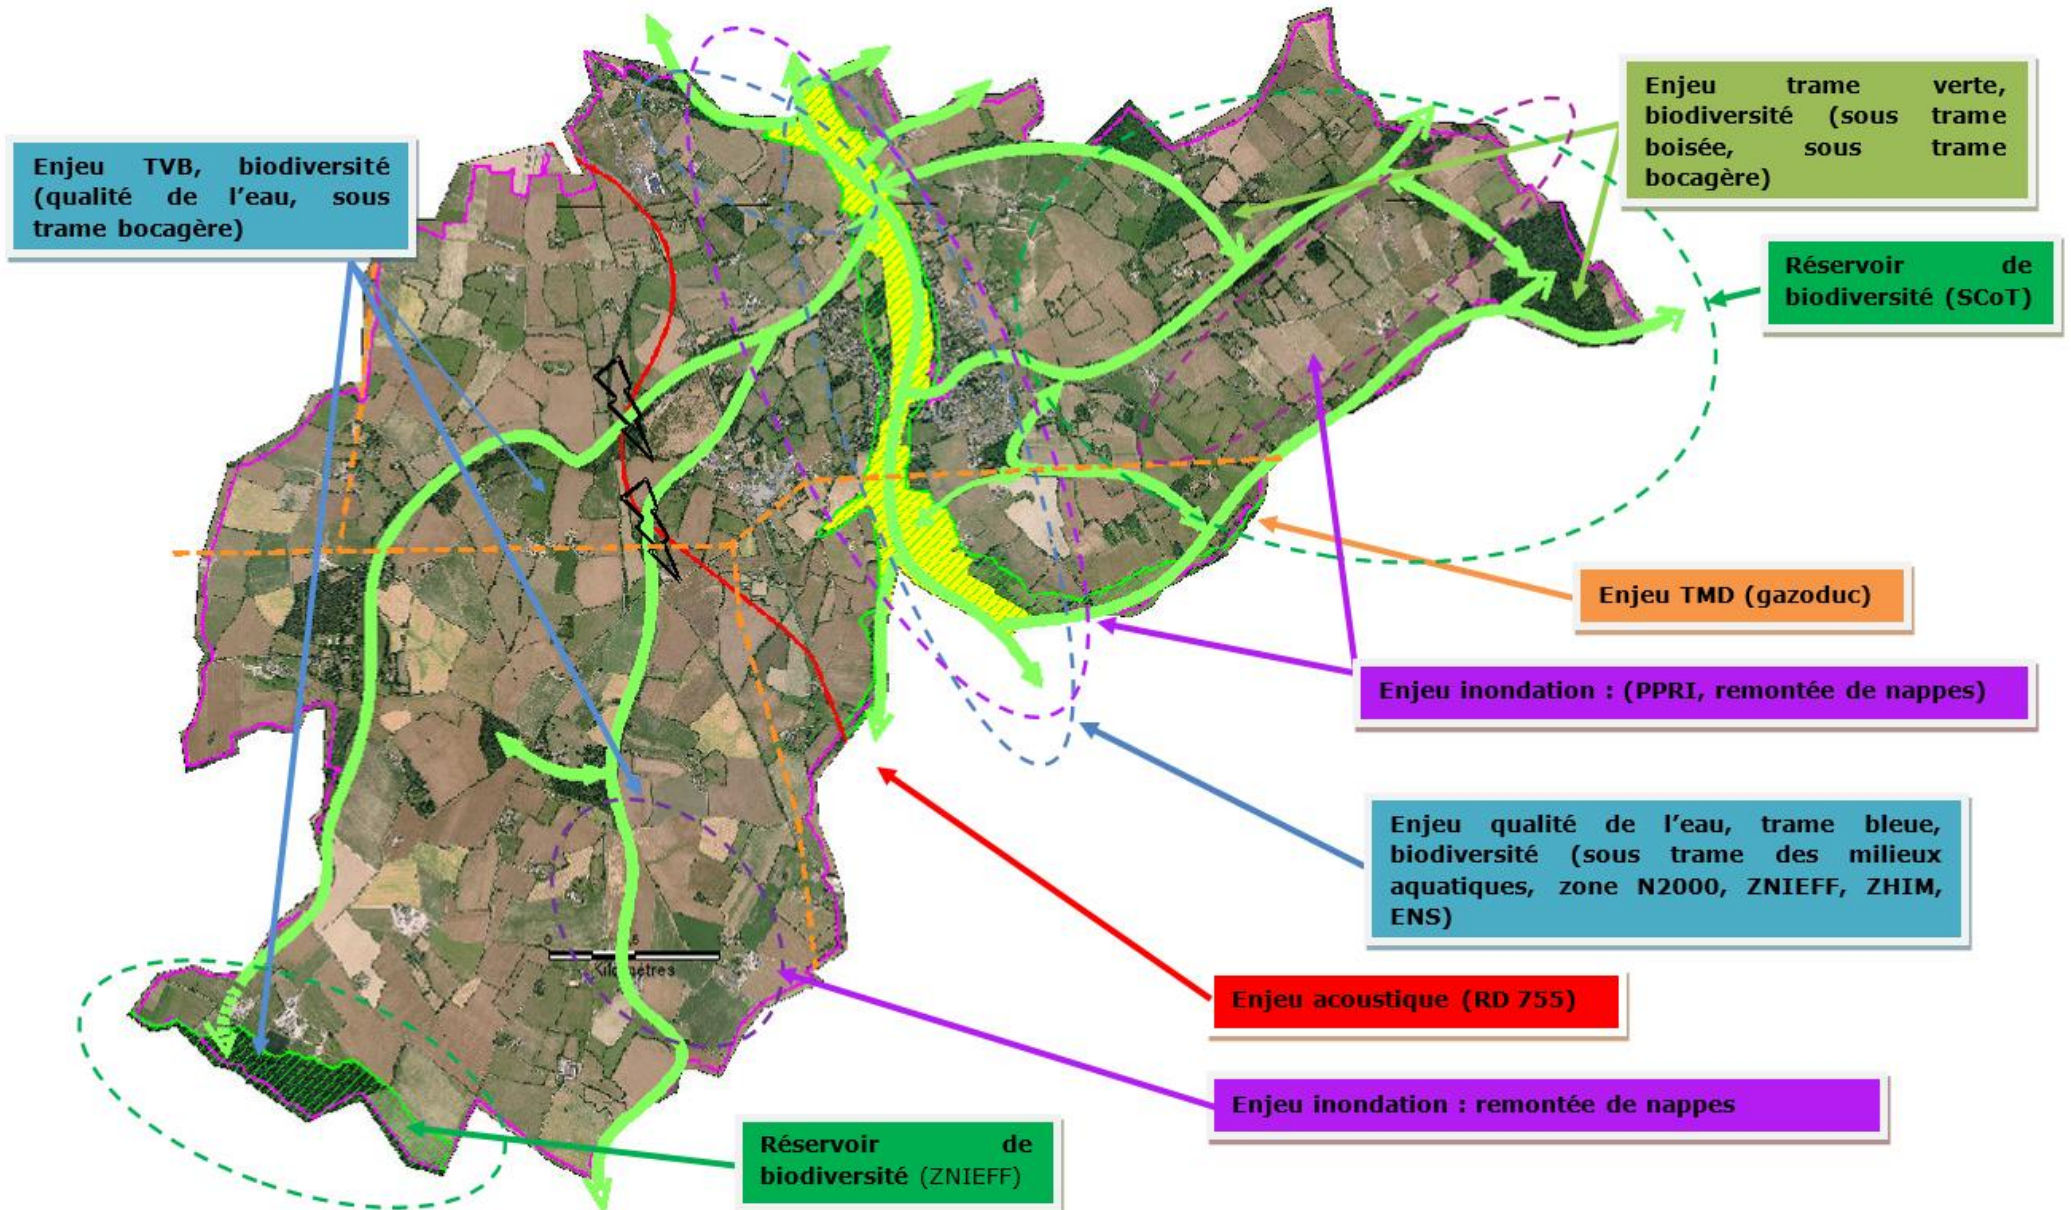 Enjeu trame verte,
biodiversité (sous trame
boisée, sous trame
bocagère)
Enjeu TVB, biodiversité
(qualité de l'eau, sous
trame bocagère)
Réservoir de
biodiversité (SCoT)
Enjeu TMD (gazoduc)
Enjeu inondation : (PPRI, remontée de nappes)
Enjeu qualité de l'eau, trame bleue,
biodiversité (sous trame des milieux
aquatiques, zone N2000, ZNIEFF, ZHIM,
ENS)
Kilomètres
Enjeu acoustique (RD 755)
Enjeu inondation : remontée de nappes
Réservoir de
biodiversité (ZNIEFF)